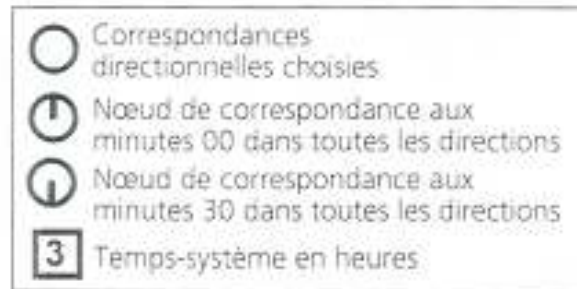 Correspondances
directionnelles choisies
Nœud de correspondance aux
minutes 00 dans toutes les directions
Nœud de correspondance aux
minutes 30 dans toutes les directions
3 Temps-système en heures